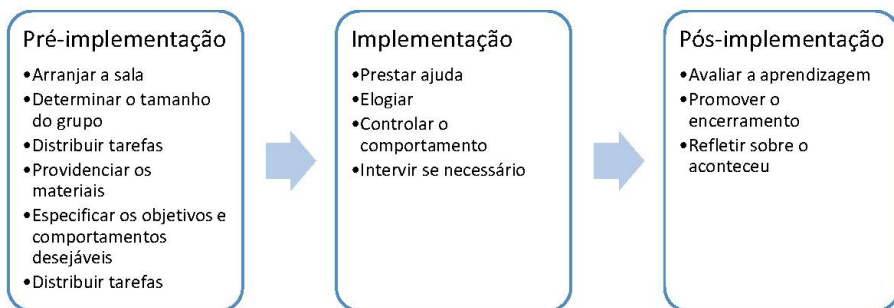 Pré-implementação
•Arranjar a sala
•Determinar o tamanho
do grupo
•Distribuir tarefas
•Providenciar os
materiais
•Especificar os objetivos e
comportamentos
desejáveis
•Distribuir tarefas
Implementação
•Prestar ajuda
•Elogiar
•Controlar o
comportamento
•Intervir se necessário
Pós-implementação
•Avaliar a aprendizagem
•Promover o
encerramento
•Refletir sobre o
aconteceu